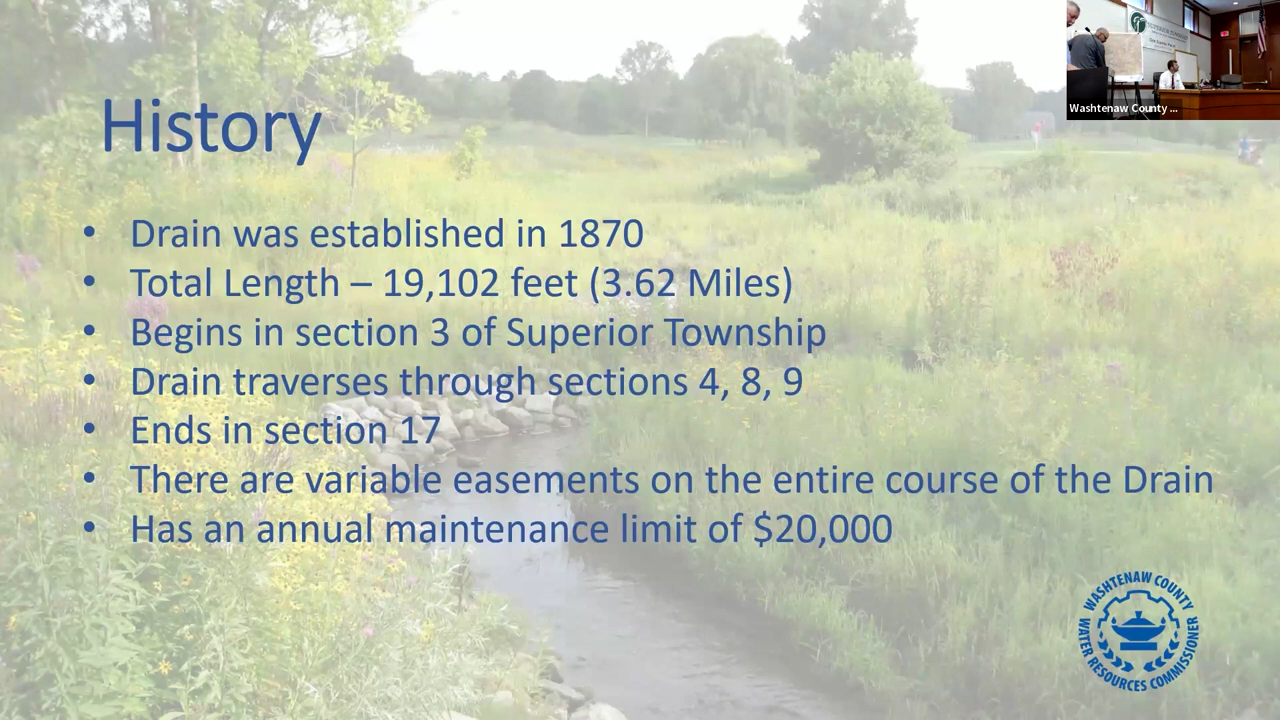 History
• Drain was established in 1870
• Total Length – 19,102 feet (3.62 Miles)
• Begins in section 3 of Superior Township
• Drain traverses through sections 4, 8, 9
• Ends in section 17
• There are variable easements on the entire course of the Drain
• Has an annual maintenance limit of $20,000
Washtenaw County ...
WASHTENAW COUNTY
WATER RESOURCES COMMISSIONER